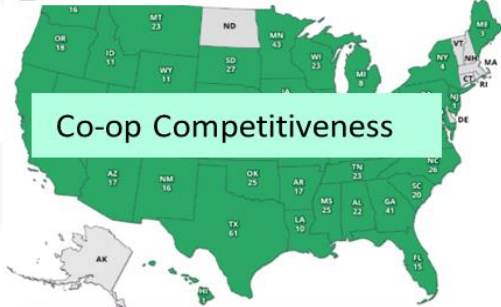 16
MT
23
ND
MN
43
ME
3
OR
18
ID
11
WY
11
SD
27
WI
23
MI
8
NY
4
VT
NH
MA
CT
RI
NJ
1
DE
Co-op Competitiveness
AZ
17
NM
16
OK
25
AR
17
TN
23
NC
26
SC
20
MS
25
AL
22
GA
41
TX
61
LA
10
FL
15
AK
HI
1